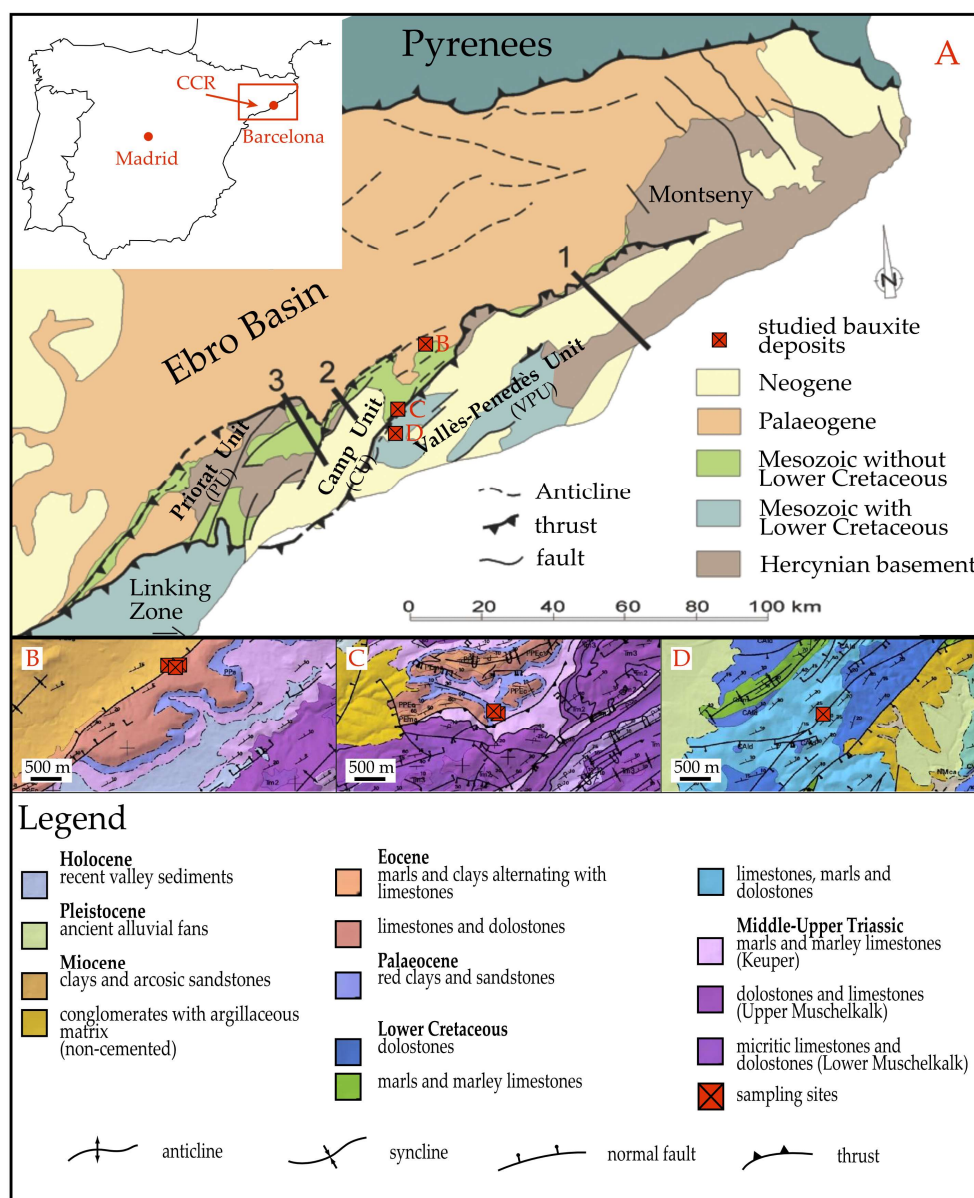 Pyrenees
A
CCR
Barcelona
Madrid
Montseny
1
N
Ebro Basin
studied bauxite
deposits
B
Neogene
2
3
Vallès-Penedès Unit
(VPU)
C
Palaeogene
D
Camp Unit
(CU)
Priorat Unit
(PU)
Mesozoic without
Lower Cretaceous
Anticline
Mesozoic with
Lower Cretaceous
thrust
fault
Hercynian basement
Linking
Zone
0 20 40 60 80 100 km
B
C
D
500 m
500 m
500 m
Legend
Holocene
recent valley sediments
Pleistocene
ancient alluvial fans
Miocene
clays and arcosic sandstones
conglomerates with argillaceous
matrix
(non-cemented)
Eocene
marls and clays alternating with
limestones
limestones and dolostones
Palaeocene
red clays and sandstones
Lower Cretaceous
dolostones
marls and marley limestones
limestones, marls and
dolostones
Middle-Upper Triassic
marls and marley limestones
(Keuper)
dolostones and limestones
(Upper Muschelkalk)
micritic limestones and
dolostones (Lower Muschelkalk)
sampling sites
anticline
syncline
normal fault
thrust